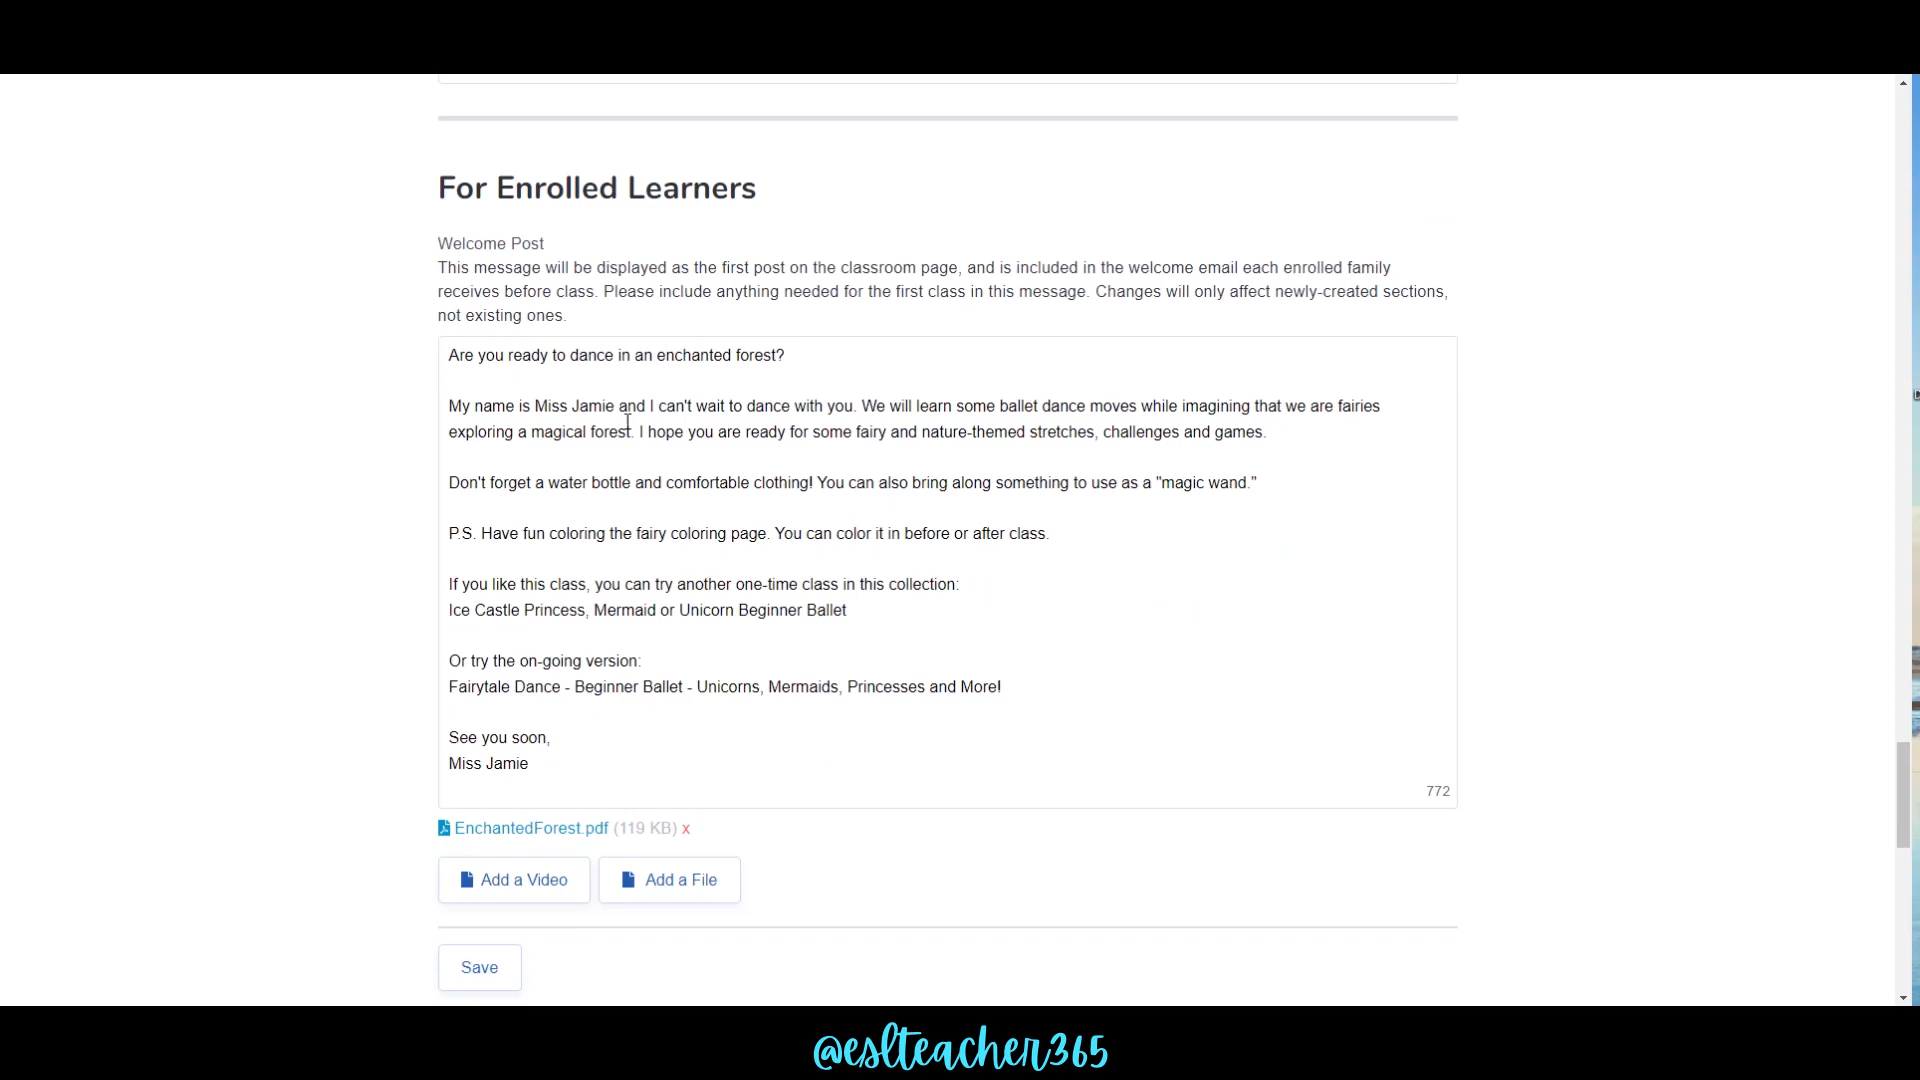 For Enrolled Learners
Welcome Post
This message will be displayed as the first post on the classroom page, and is included in the welcome email each enrolled family
receives before class. Please include anything needed for the first class in this message. Changes will only affect newly-created sections,
not existing ones.
Are you ready to dance in an enchanted forest?
My name is Miss Jamie and I can't wait to dance with you. We will learn some ballet dance moves while imagining that we are fairies
exploring a magical forest. I hope you are ready for some fairy and nature-themed stretches, challenges and games.
Don't forget a water bottle and comfortable clothing! You can also bring along something to use as a "magic wand."
P.S. Have fun coloring the fairy coloring page. You can color it in before or after class.
If you like this class, you can try another one-time class in this collection:
Ice Castle Princess, Mermaid or Unicorn Beginner Ballet
Or try the on-going version:
Fairytale Dance - Beginner Ballet - Unicorns, Mermaids, Princesses and More!
See you soon,
Miss Jamie
772
EnchantedForest.pdf (119 KB) x
Add a Video Add a File
Save
@eslteacher365